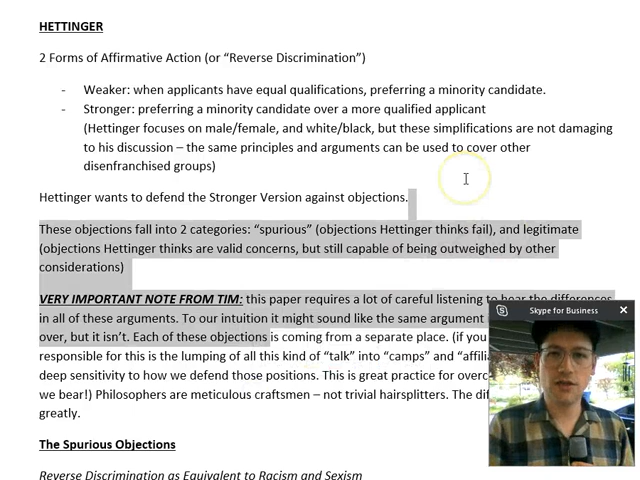 HETTINGER
2 Forms of Affirmative Action (or “Reverse Discrimination”)
- Weaker: when applicants have equal qualifications, preferring a minority candidate.
- Stronger: preferring a minority candidate over a more qualified applicant
(Hettinger focuses on male/female, and white/black, but these simplifications are not damaging
to his discussion – the same principles and arguments can be used to cover other
disenfranchised groups)
Hettinger wants to defend the Stronger Version against objections.
These objections fall into 2 categories: “spurious” (objections Hettinger thinks fail), and legitimate
(objections Hettinger thinks are valid concerns, but still capable of being outweighed by other
considerations)
VERY IMPORTANT NOTE FROM TIM: this paper requires a lot of careful listening to hear the differences
in all of these arguments. To our intuition it might sound like the same argument
over, but it isn’t. Each of these objections is coming from a separate place. (if you
responsible for this is the lumping of all this kind of “talk” into “camps” and
deep sensitivity to how we defend those positions. This is great practice for
we bear!) Philosophers are meticulous craftsmen – not trivial hairsplitters. The
greatly.
The Spurious Objections
Reverse Discrimination as Equivalent to Racism and Sexism
Skype for Business